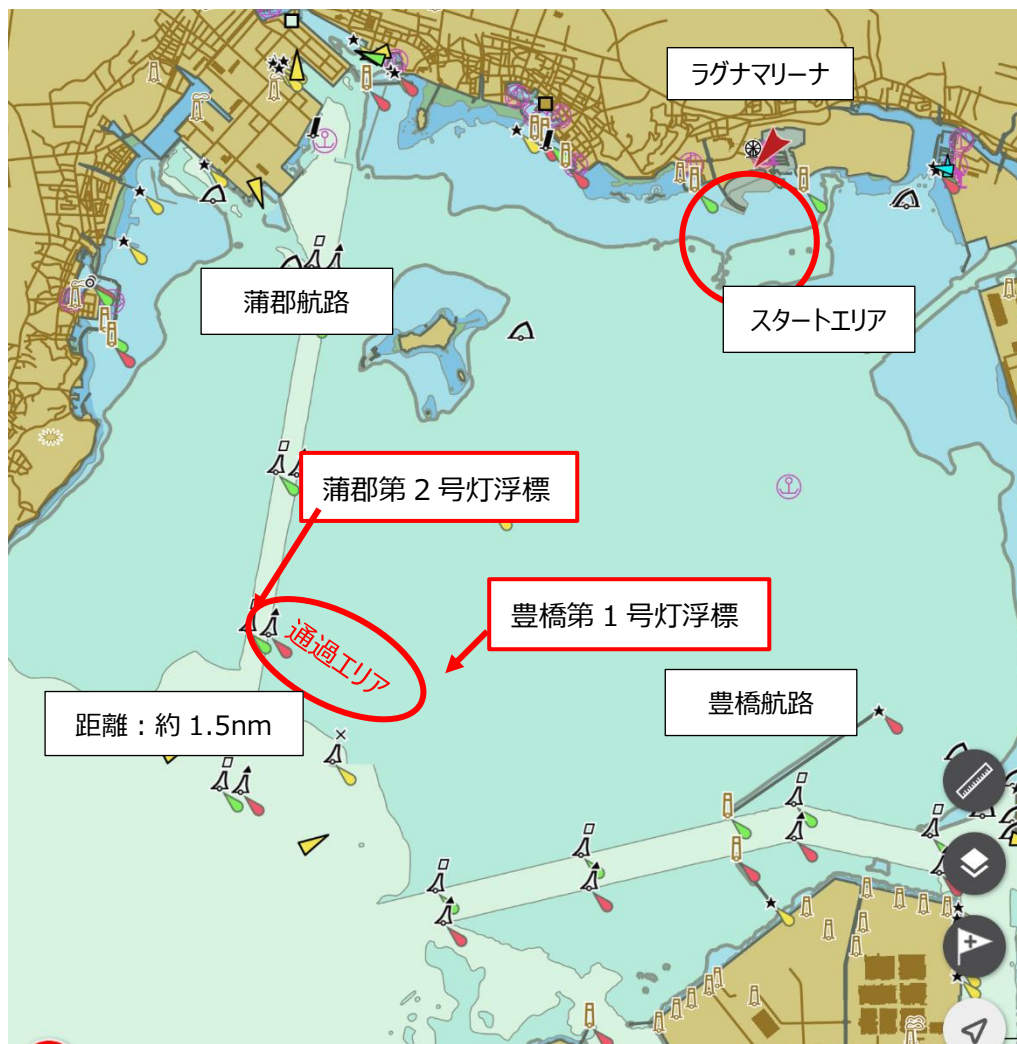 ラグナマリーナ
蒲郡航路
スタートエリア
蒲郡第 2 号灯浮標
豊橋第 1 号灯浮標
通過エリア
豊橋航路
距離:約 1.5nm